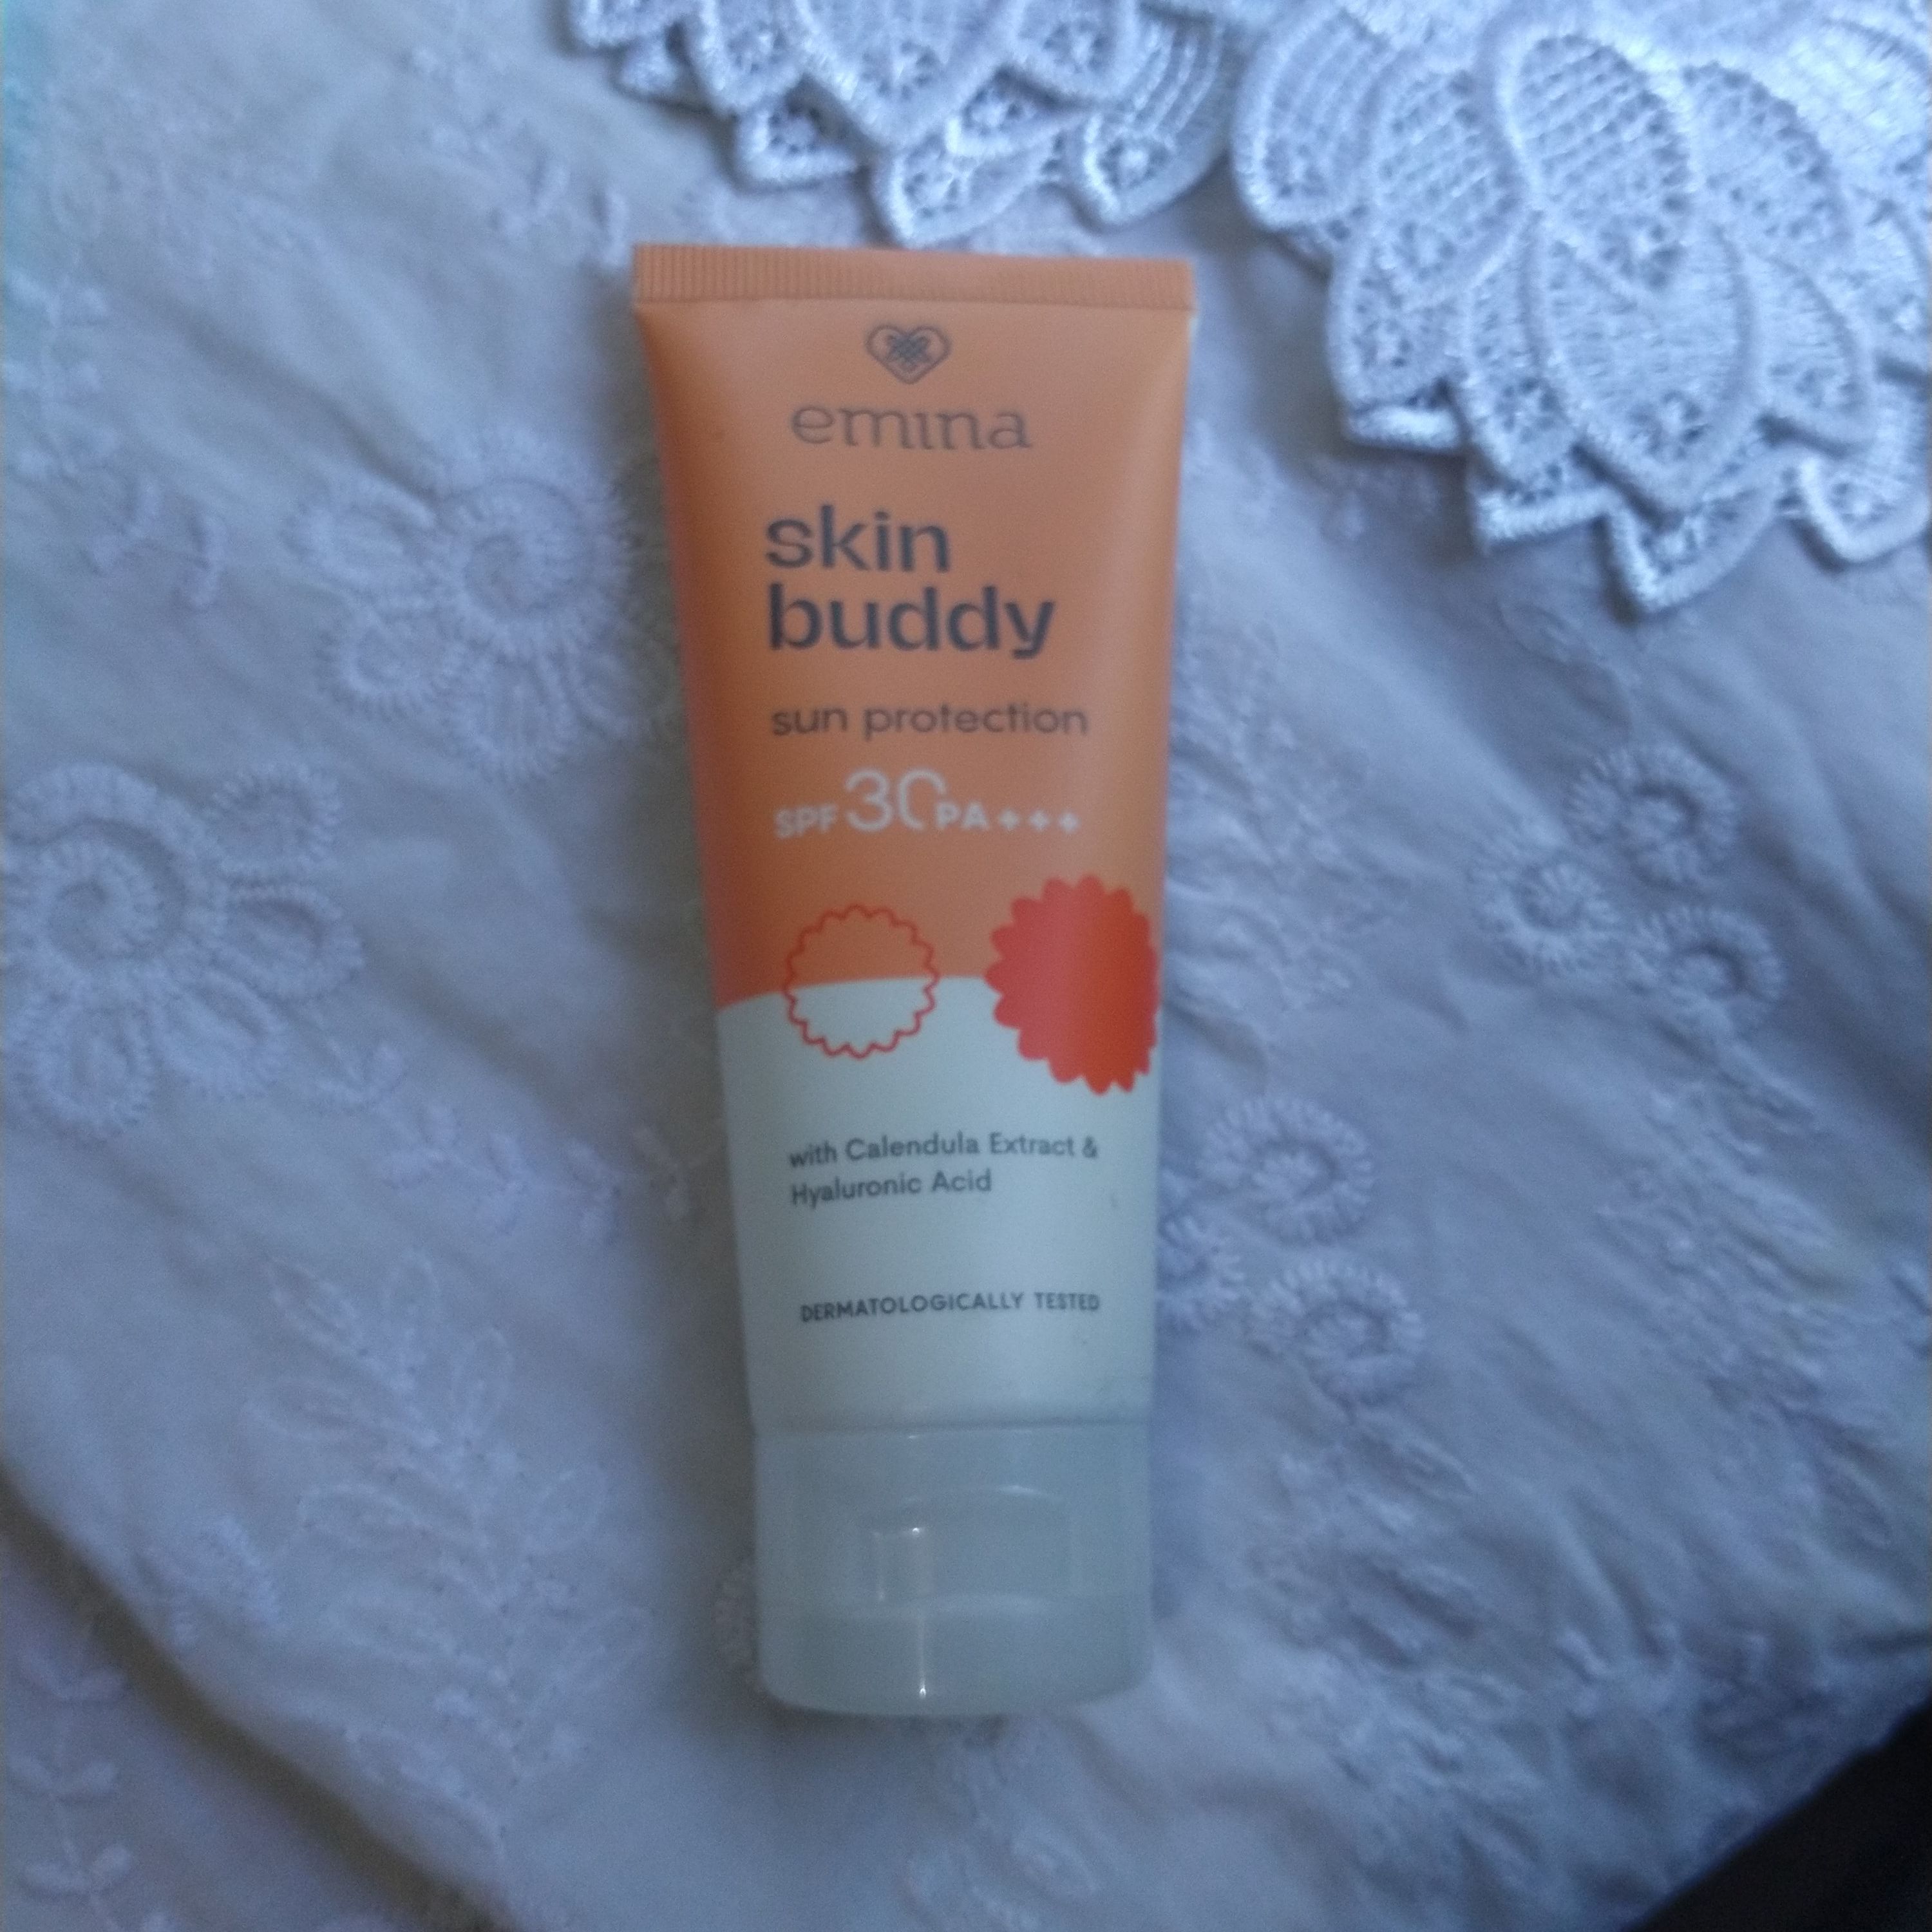 emina
skin
buddy
sun protection
SPF 30 PA+++
with Calendula Extract &
Hyaluronic Acid
DERMATOLOGICALLY TESTED